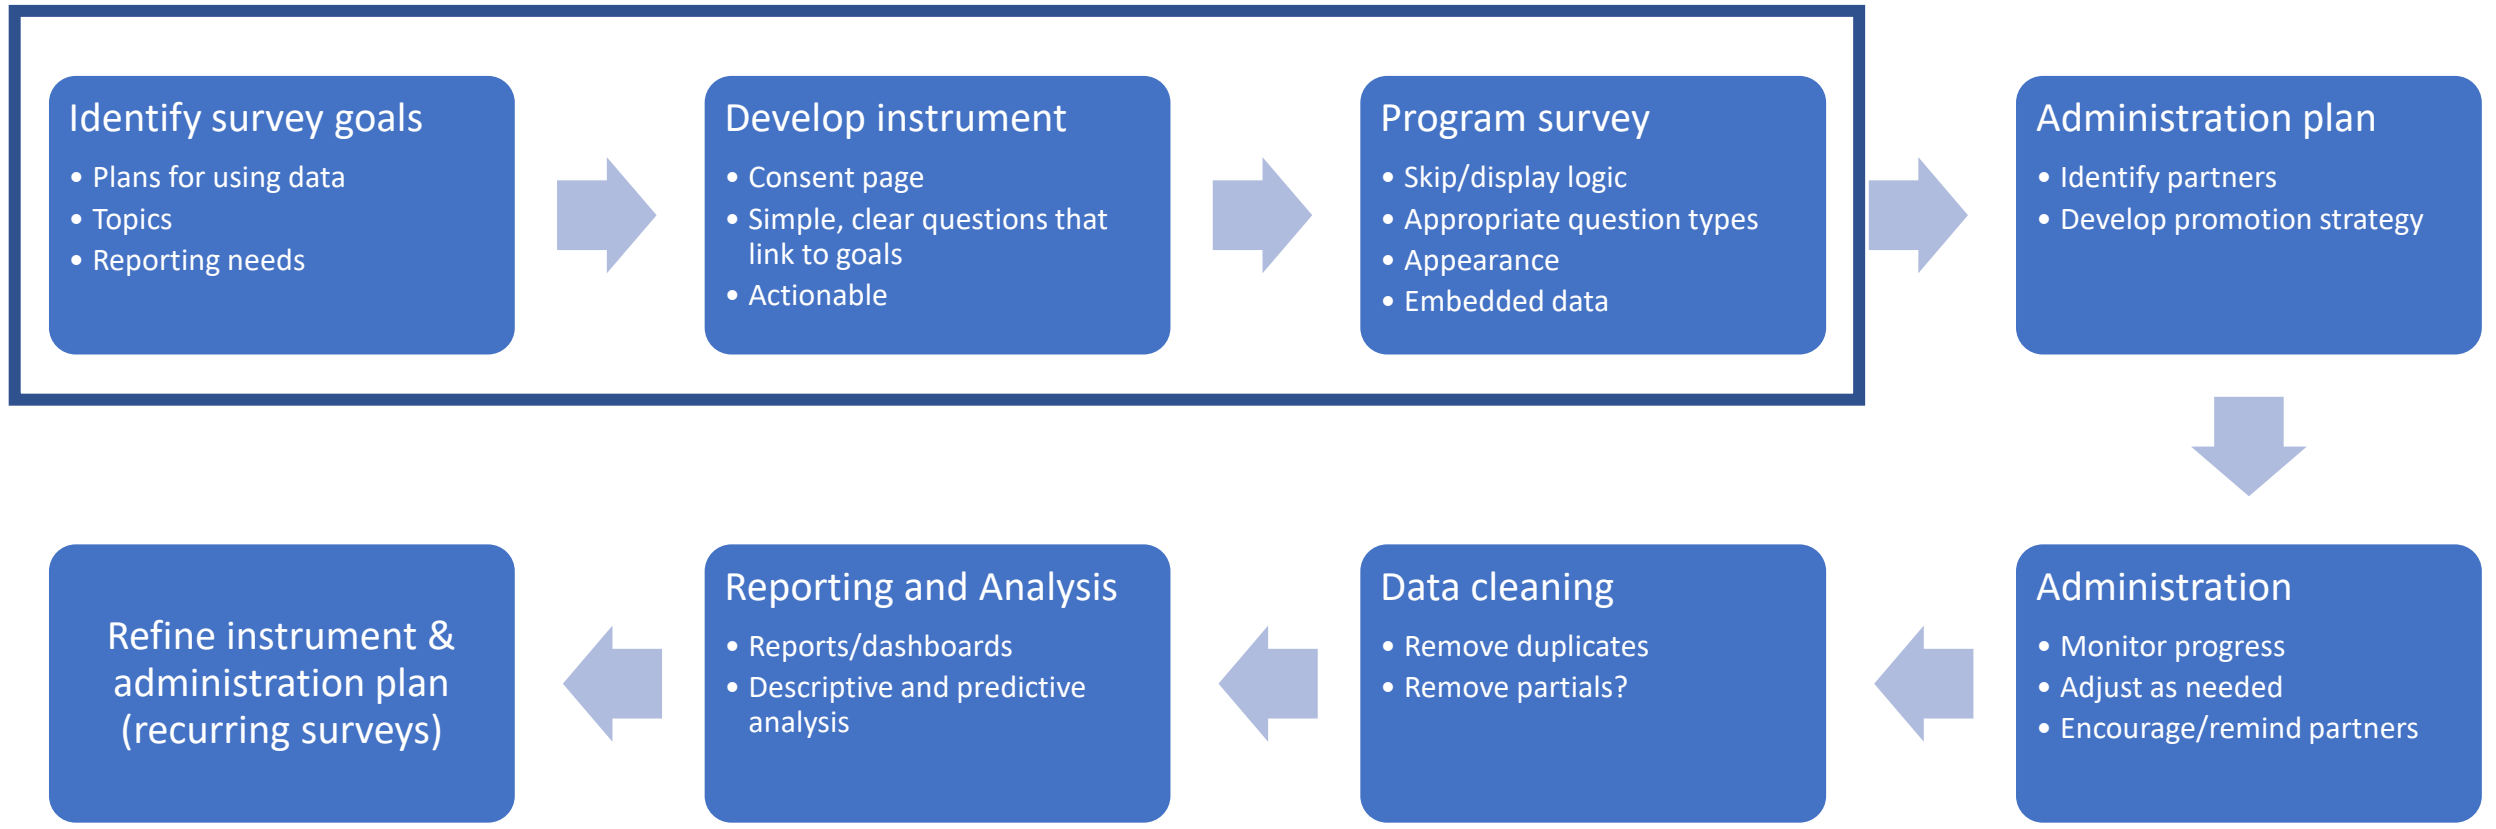 Identify survey goals
• Plans for using data
• Topics
• Reporting needs
Develop instrument
• Consent page
• Simple, clear questions that
link to goals
• Actionable
Program survey
• Skip/display logic
• Appropriate question types
• Appearance
• Embedded data
Administration plan
• Identify partners
• Develop promotion strategy
Administration
• Monitor progress
• Adjust as needed
• Encourage/remind partners
Data cleaning
• Remove duplicates
• Remove partials?
Reporting and Analysis
• Reports/dashboards
• Descriptive and predictive
analysis
Refine instrument &
administration plan
(recurring surveys)